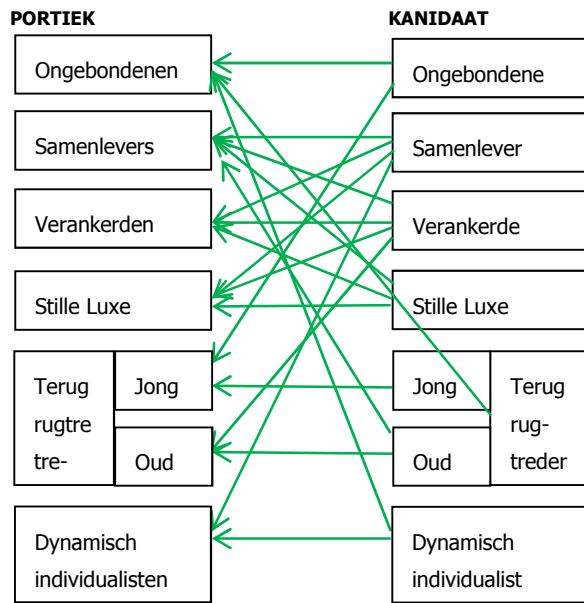 PORTIEK
KANIDAAT
Ongebondenen
Ongebondene
Samenlevers
Samenlever
Verankerden
Verankerde
Stille Luxe
Stille Luxe
Terug
rugtre
tre-
Jong
Oud
Jong
Oud
Terug
rug-
treder
Dynamisch
individualisten
Dynamisch
individualist